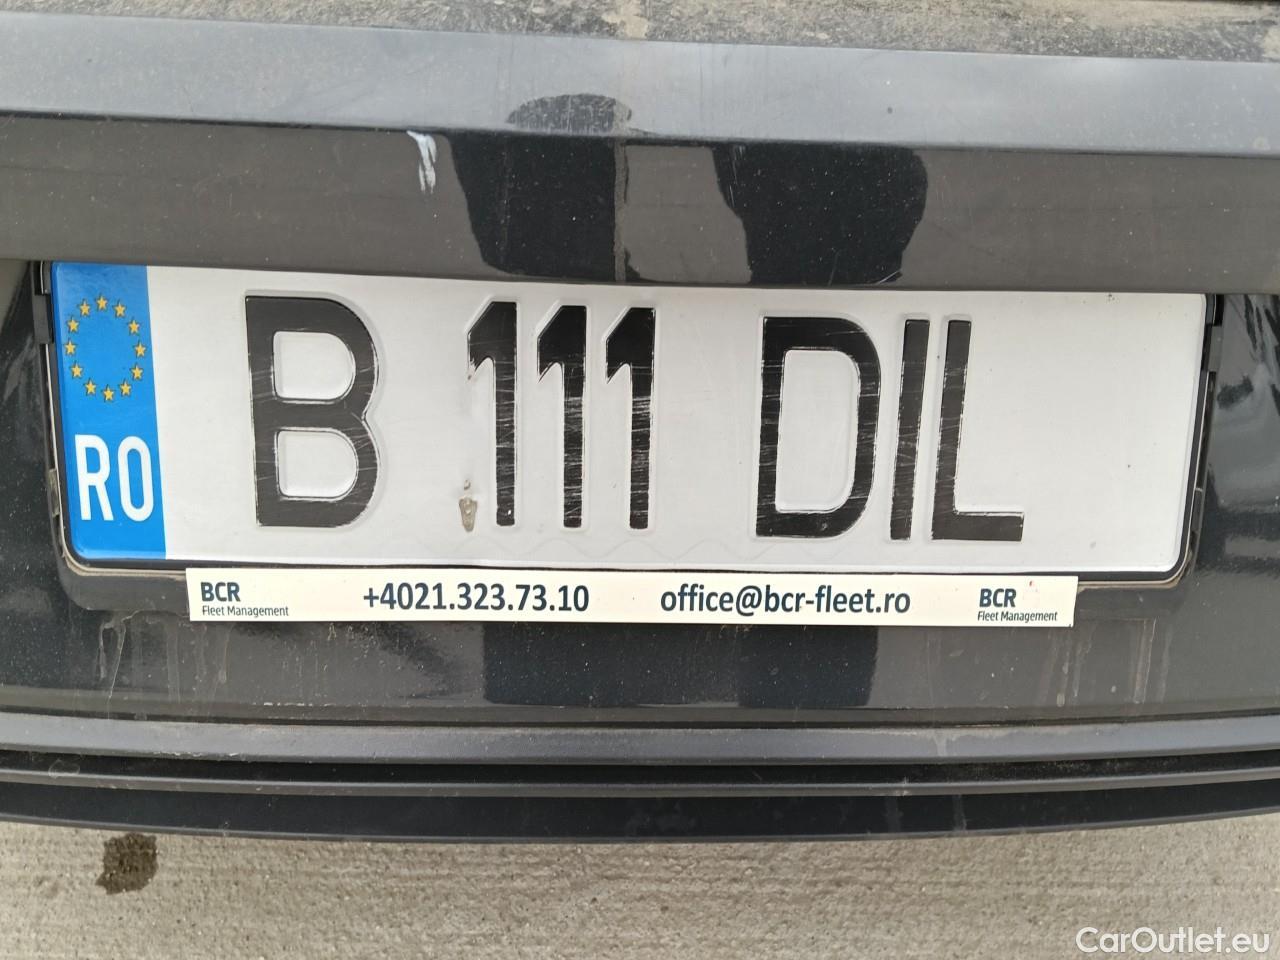 RO B 111 DIL
BCR +4021.323.73.10 office@bcr-fleet.ro BCR
Fleet Management Fleet Management
CarOutlet.eu